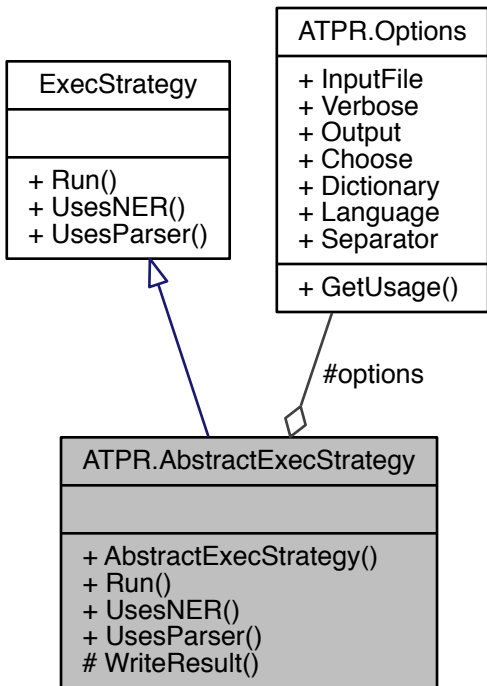 ATPR.Options
+ InputFile
+ Verbose
+ Output
+ Choose
+ Dictionary
+ Language
+ Separator
+ GetUsage()
ExecStrategy
+ Run()
+ UsesNER()
+ UsesParser()
#options
ATPR.AbstractExecStrategy
+ AbstractExecStrategy()
+ Run()
+ UsesNER()
+ UsesParser()
# WriteResult()